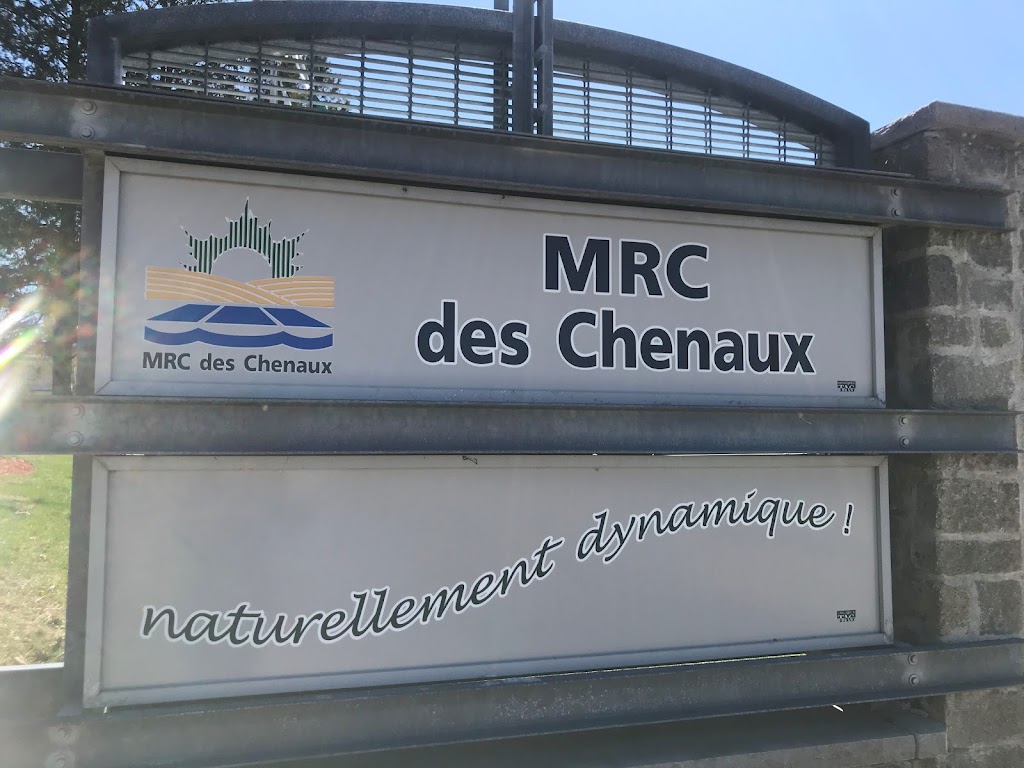 MRC
des Chenaux
MRC des Chenaux
naturellement dynamique !